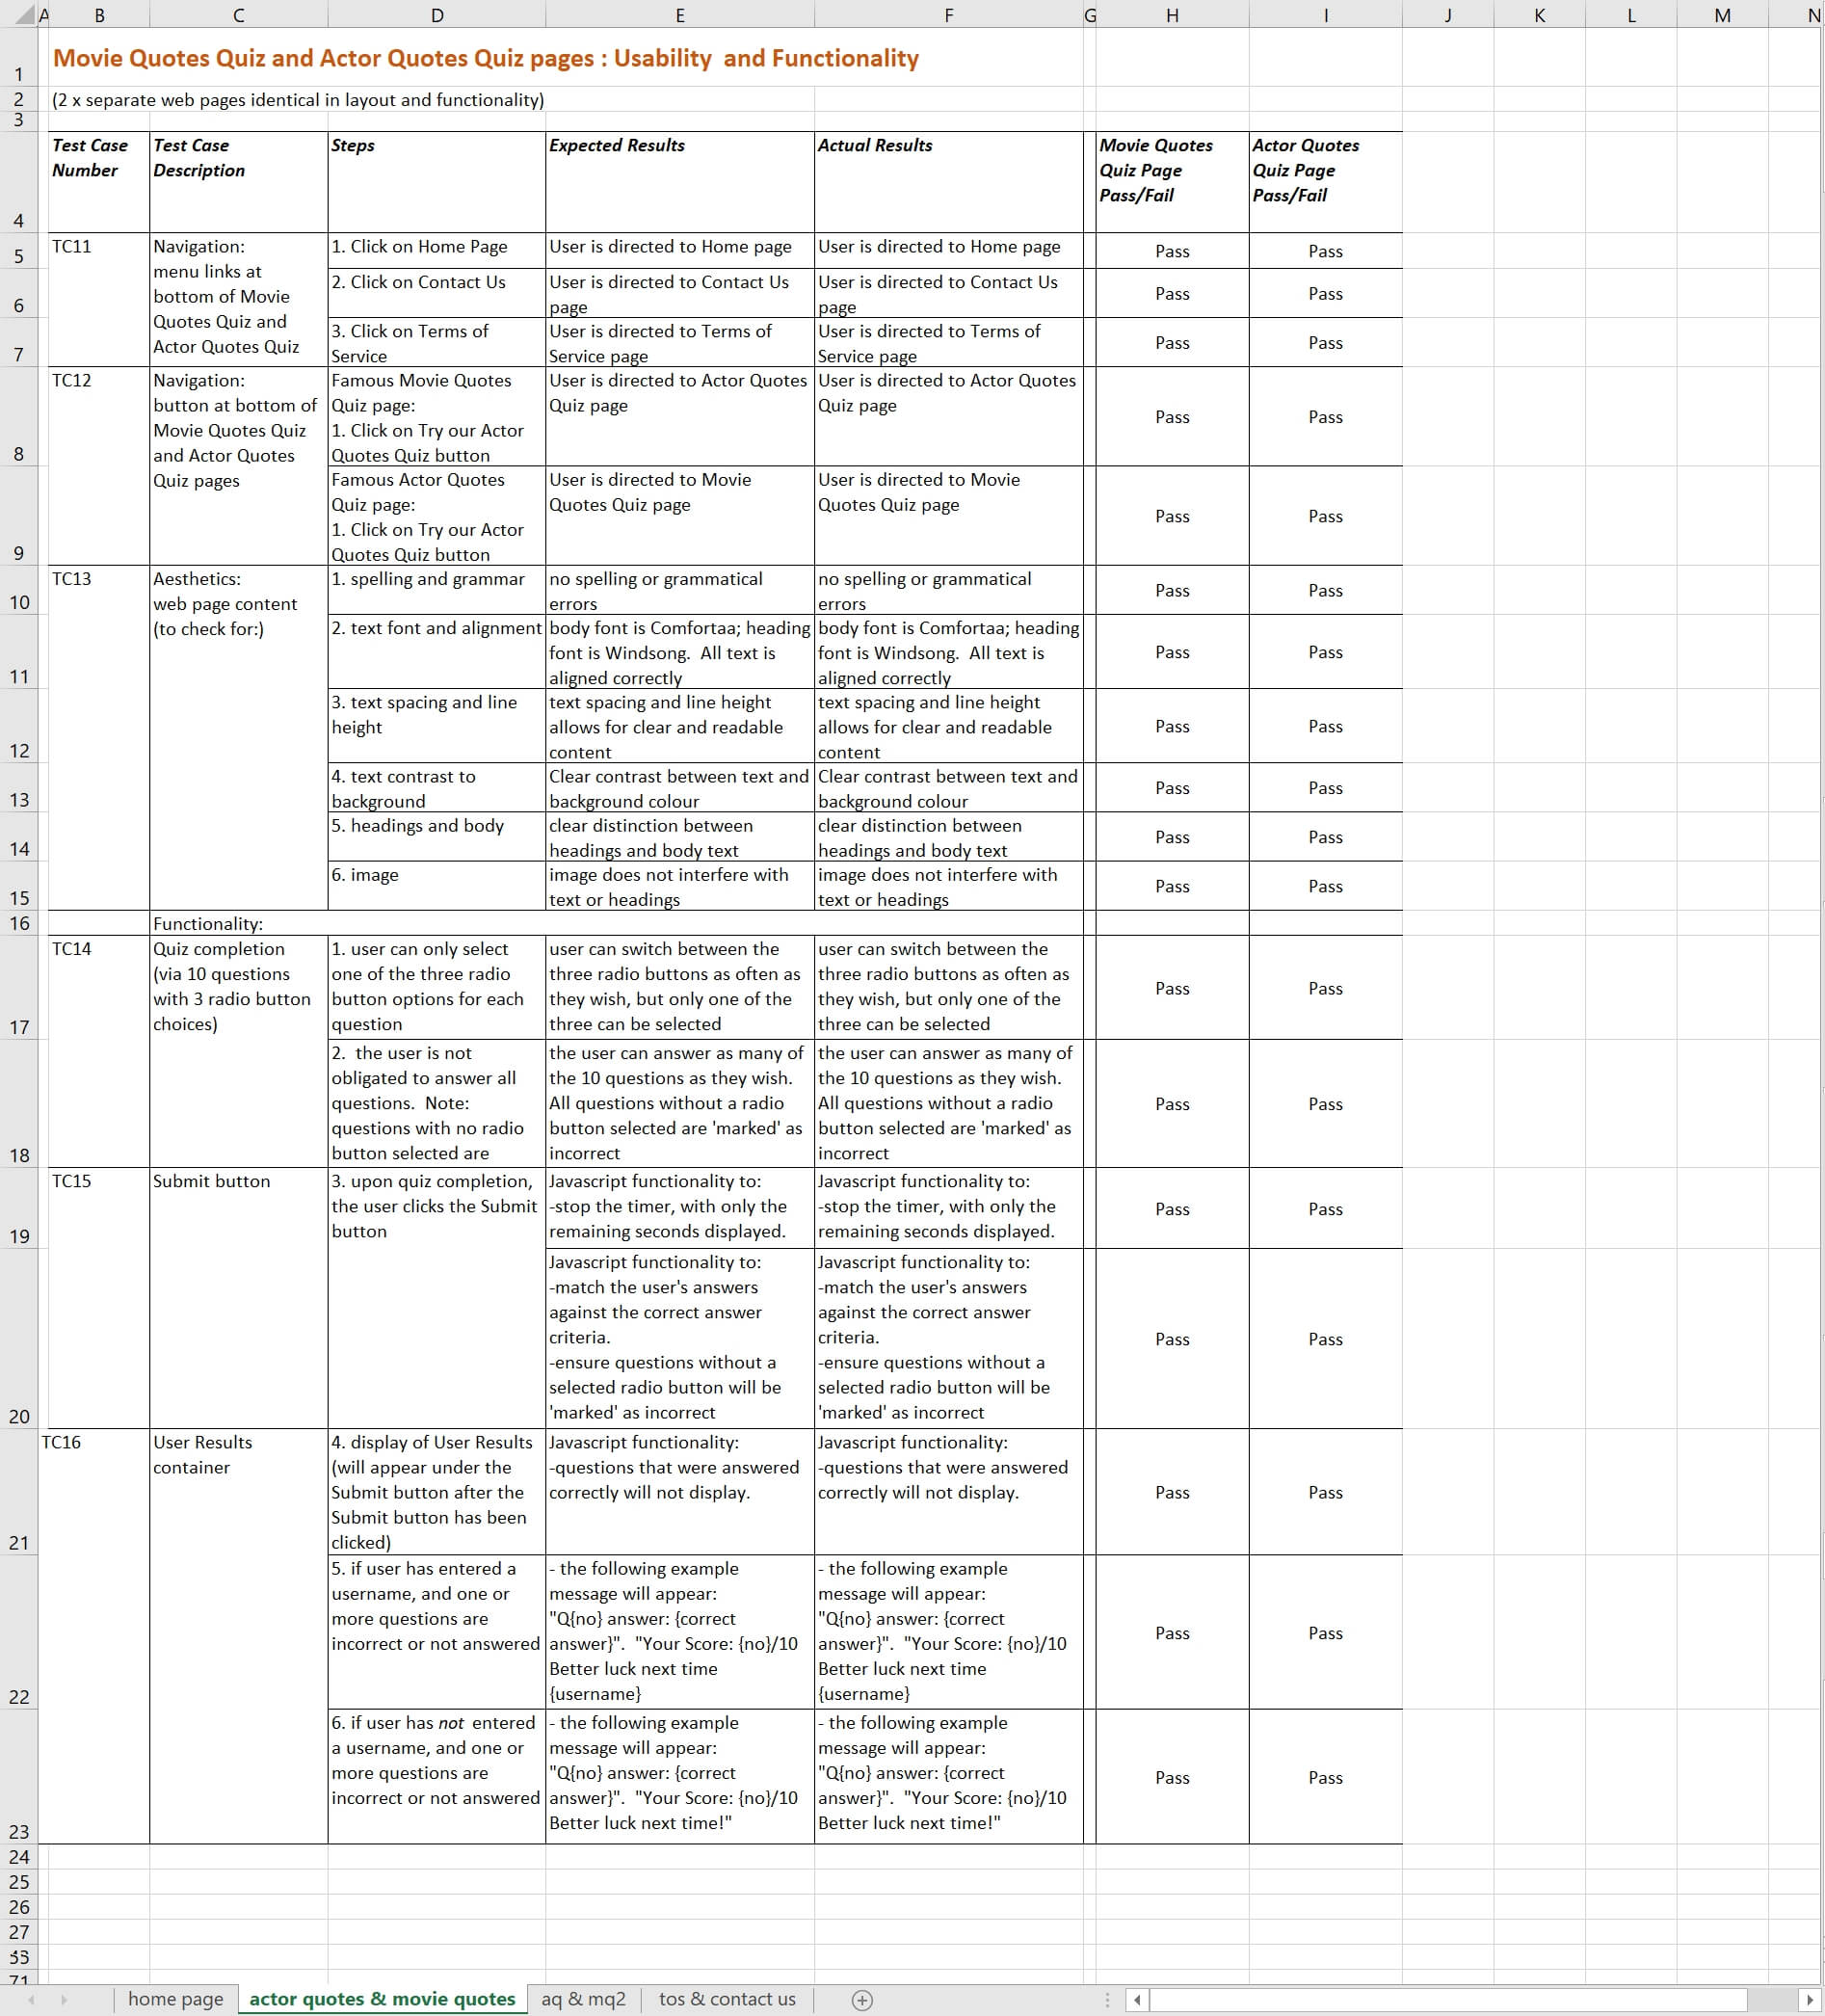 A B C D E F G H I J K L M N
1 Movie Quotes Quiz and Actor Quotes Quiz pages : Usability  and Functionality
2 (2 x separate web pages identical in layout and functionality)
3
4
Test Case
Number
Test Case
Description
Steps
Expected Results
Actual Results
Movie Quotes
Quiz Page
Pass/Fail
Actor Quotes
Quiz Page
Pass/Fail
5
TC11
Navigation:
menu links at
bottom of Movie
Quotes Quiz and
Actor Quotes Quiz
1. Click on Home Page
User is directed to Home page
User is directed to Home page
Pass
Pass
6
2. Click on Contact Us
User is directed to Contact Us
page
User is directed to Contact Us
page
Pass
Pass
7
3. Click on Terms of
Service
User is directed to Terms of
Service page
User is directed to Terms of
Service page
Pass
Pass
8
TC12
Navigation:
button at bottom of
Movie Quotes Quiz
and Actor Quotes
Quiz pages
Famous Movie Quotes
Quiz page:
1. Click on Try our Actor
Quotes Quiz button
User is directed to Actor Quotes
Quiz page
User is directed to Actor Quotes
Quiz page
Pass
Pass
9
Famous Actor Quotes
Quiz page:
1. Click on Try our Actor
Quotes Quiz button
User is directed to Movie
Quotes Quiz page
User is directed to Movie
Quotes Quiz page
Pass
Pass
10
TC13
Aesthetics:
web page content
(to check for:)
1. spelling and grammar
no spelling or grammatical
errors
no spelling or grammatical
errors
Pass
Pass
11
2. text font and alignment
body font is Comfortaa; heading
font is Windsong.  All text is
aligned correctly
body font is Comfortaa; heading
font is Windsong.  All text is
aligned correctly
Pass
Pass
12
3. text spacing and line
height
text spacing and line height
allows for clear and readable
content
text spacing and line height
allows for clear and readable
content
Pass
Pass
13
4. text contrast to
background
Clear contrast between text and
background colour
Clear contrast between text and
background colour
Pass
Pass
14
5. headings and body
clear distinction between
headings and body text
clear distinction between
headings and body text
Pass
Pass
15
6. image
image does not interfere with
text or headings
image does not interfere with
text or headings
Pass
Pass
16
Functionality:
17
TC14
Quiz completion
(via 10 questions
with 3 radio button
choices)
1. user can only select
one of the three radio
button options for each
question
user can switch between the
three radio buttons as often as
they wish, but only one of the
three can be selected
user can switch between the
three radio buttons as often as
they wish, but only one of the
three can be selected
Pass
Pass
18
2.  the user is not
obligated to answer all
questions.  Note:
questions with no radio
button selected are
the user can answer as many of
the 10 questions as they wish.
All questions without a radio
button selected are 'marked' as
incorrect
the user can answer as many of
the 10 questions as they wish.
All questions without a radio
button selected are 'marked' as
incorrect
Pass
Pass
19
TC15
Submit button
3. upon quiz completion,
the user clicks the Submit
button
Javascript functionality to:
-stop the timer, with only the
remaining seconds displayed.
Javascript functionality to:
-stop the timer, with only the
remaining seconds displayed.
Pass
Pass
20
Javascript functionality to:
-match the user's answers
against the correct answer
criteria.
-ensure questions without a
selected radio button will be
'marked' as incorrect
Javascript functionality to:
-match the user's answers
against the correct answer
criteria.
-ensure questions without a
selected radio button will be
'marked' as incorrect
Pass
Pass
21
TC16
User Results
container
4. display of User Results
(will appear under the
Submit button after the
Submit button has been
clicked)
Javascript functionality:
-questions that were answered
correctly will not display.
Javascript functionality:
-questions that were answered
correctly will not display.
Pass
Pass
22
5. if user has entered a
username, and one or
more questions are
incorrect or not answered
- the following example
message will appear:
"Q{no} answer: {correct
answer}".  "Your Score: {no}/10
Better luck next time
{username}
- the following example
message will appear:
"Q{no} answer: {correct
answer}".  "Your Score: {no}/10
Better luck next time
{username}
Pass
Pass
23
6. if user has not  entered
a username, and one or
more questions are
incorrect or not answered
- the following example
message will appear:
"Q{no} answer: {correct
answer}".  "Your Score: {no}/10
Better luck next time!"
- the following example
message will appear:
"Q{no} answer: {correct
answer}".  "Your Score: {no}/10
Better luck next time!"
Pass
Pass
24
25
26
27
home page
actor quotes & movie quotes
aq & mq2
tos & contact us